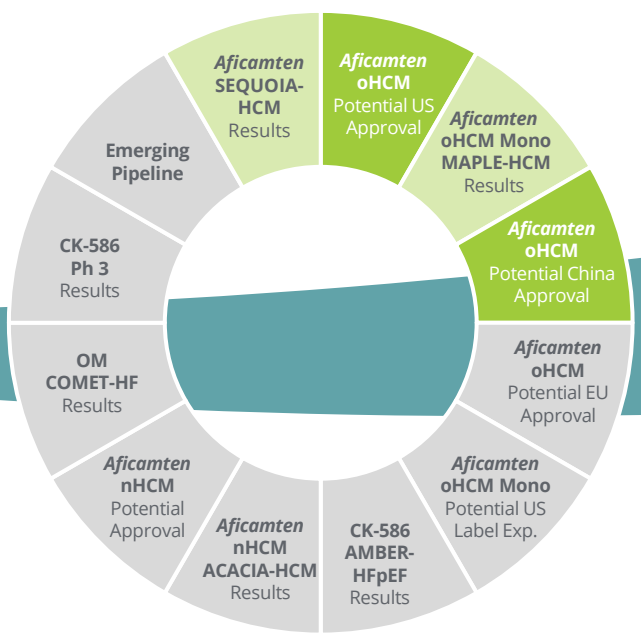 Aficamten
SEQUOIA-
HCM
Results
Aficamten
oHCM
Potential US
Approval
Aficamten
oHCM Mono
MAPLE-HCM
Results
Aficamten
oHCM
Potential China
Approval
Aficamten
oHCM
Potential EU
Approval
Aficamten
oHCM Mono
Potential US
Label Exp.
CK-586
AMBER-
HFpEF
Results
Aficamten
nHCM
ACACIA-HCM
Results
Aficamten
nHCM
Potential
Approval
OM
COMET-HF
Results
CK-586
Ph 3
Results
Emerging
Pipeline